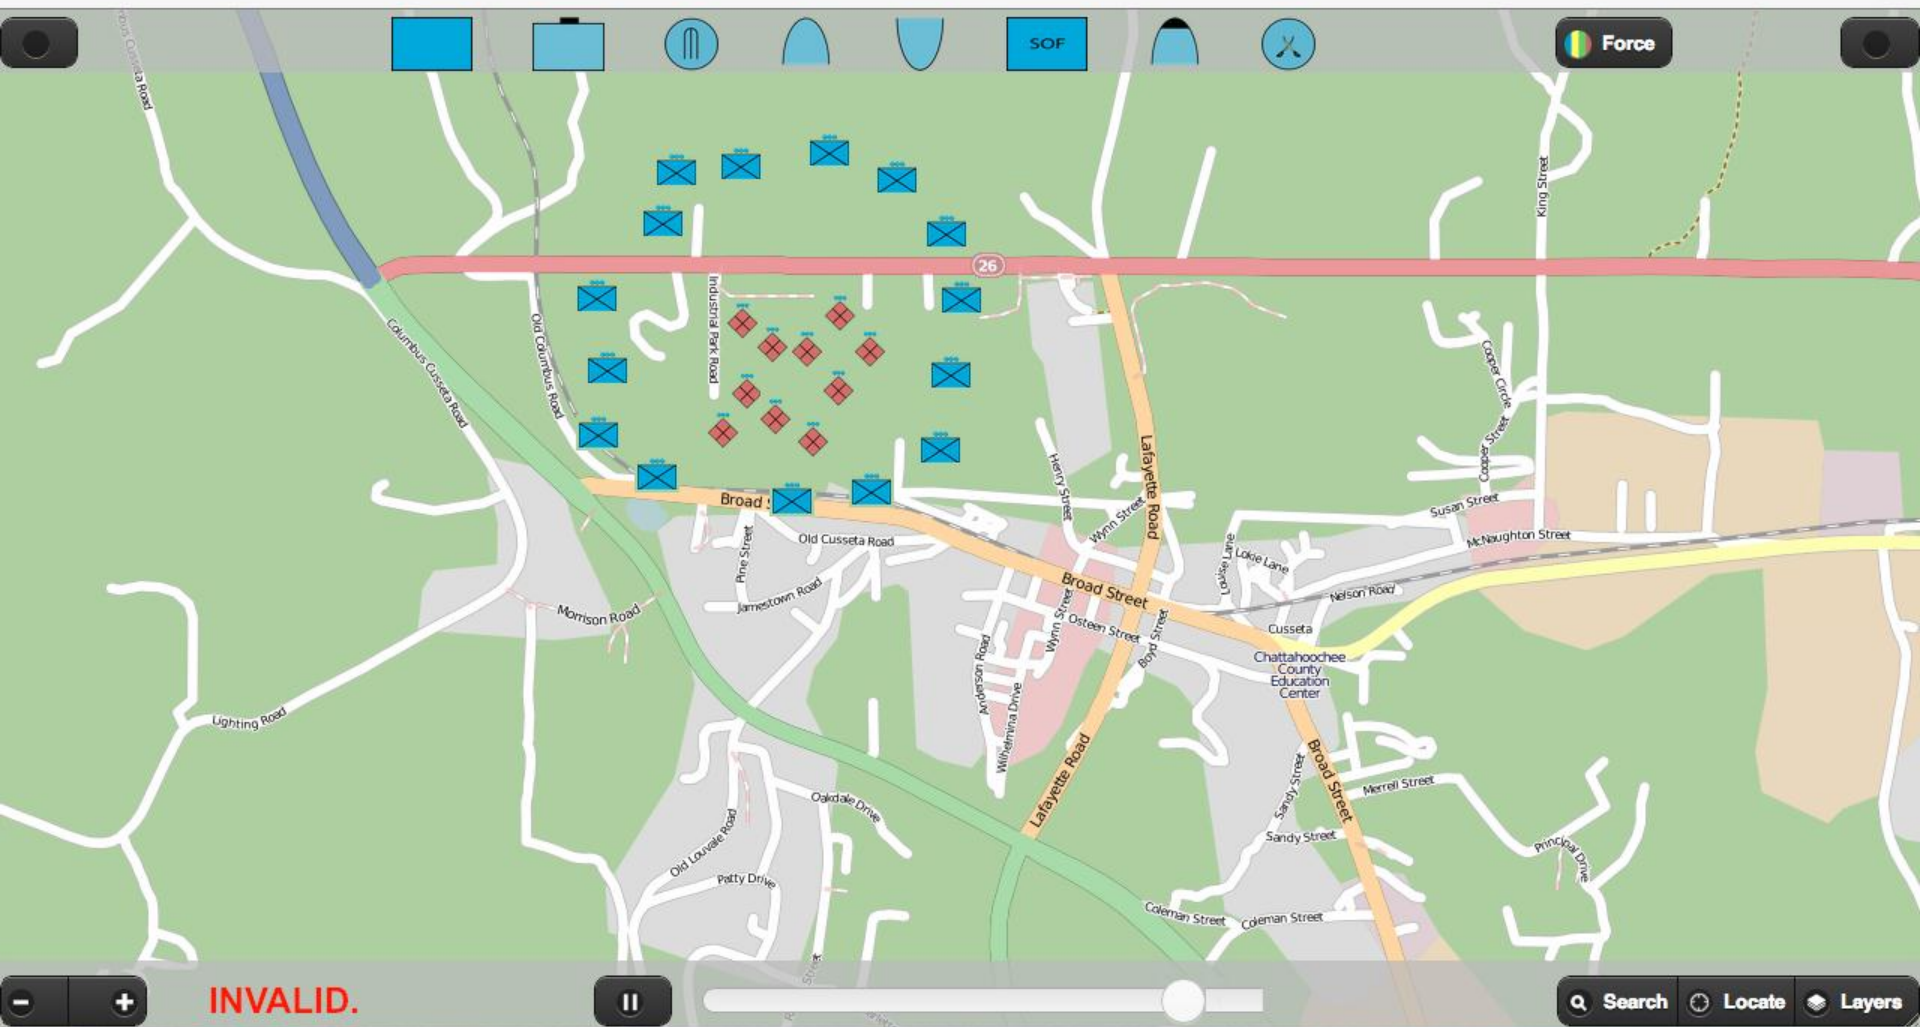 SOF
Force
Columbus Cusseta Road
King Street
26
Industrial Park Road
Old Columbus Road
Columbus Cusseta Road
Cooper Circle
Cooper Street
Lafayette Road
Henry Street
Wynn Street
Susan Street
McNaughton Street
Broad
Old Cusseta Road
Pine Street
Jamestown Road
Louise Lane
Lokie Lane
Broad Street
Nelson Road
Morrison Road
Wynn Street
Osteen Street
Boyd Street
Cusseta
Chattahoochee
County
Education
Center
Anderson Road
Wilhelmina Drive
Lighting Road
Lafayette Road
Broad Street
Sandy Street
Merrell Street
Oakdale Drive
Old Louvale Road
Sandy Street
Principal Drive
Patty Drive
Coleman Street
Coleman Street
Street
INVALID.
Search
Locate
Layers